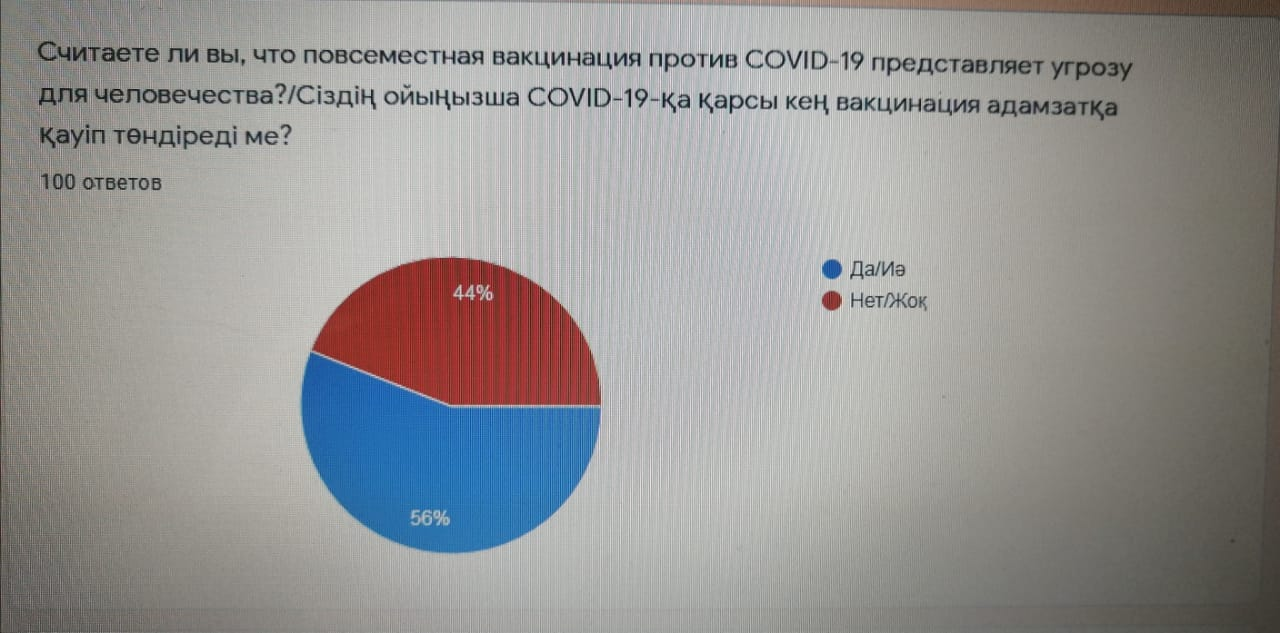 Считаете ли вы, что повсеместная вакцинация против COVID-19 представляет угрозу
для человечества?/Сіздің ойыңызша COVID-19-қа қарсы кең вакцинация адамзатқа
қауіп төндіреді ме?
100 ответов
Да/Иә
Нет/Жоқ
44%
56%